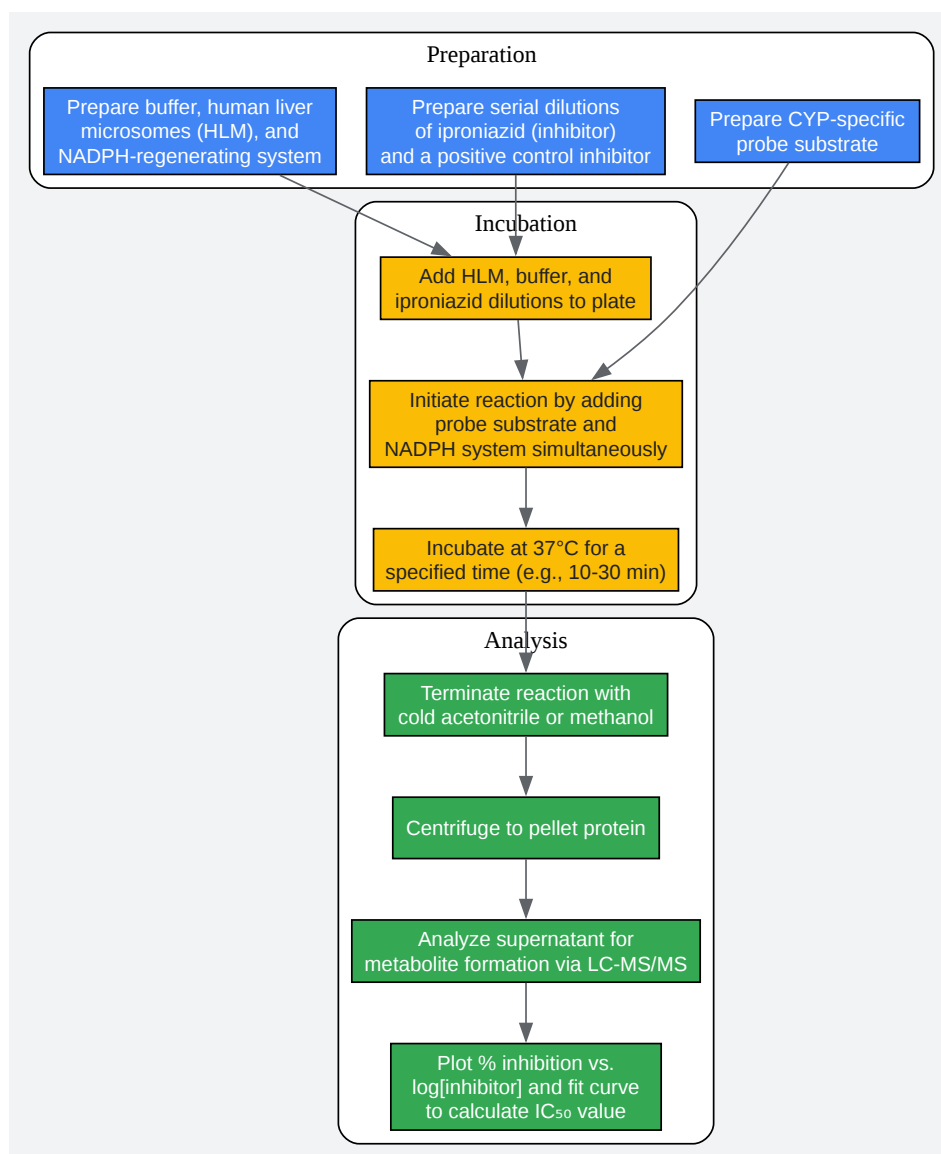 Preparation
Prepare buffer, human liver
microsomes (HLM), and
NADPH-regenerating system
Prepare serial dilutions
of iproniazid (inhibitor)
and a positive control inhibitor
Prepare CYP-specific
probe substrate
Incubation
Add HLM, buffer, and
iproniazid dilutions to plate
Initiate reaction by adding
probe substrate and
NADPH system simultaneously
Incubate at 37°C for a
specified time (e.g., 10-30 min)
Analysis
Terminate reaction with
cold acetonitrile or methanol
Centrifuge to pellet protein
Analyze supernatant for
metabolite formation via LC-MS/MS
Plot % inhibition vs.
log[inhibitor] and fit curve
to calculate IC₅₀ value